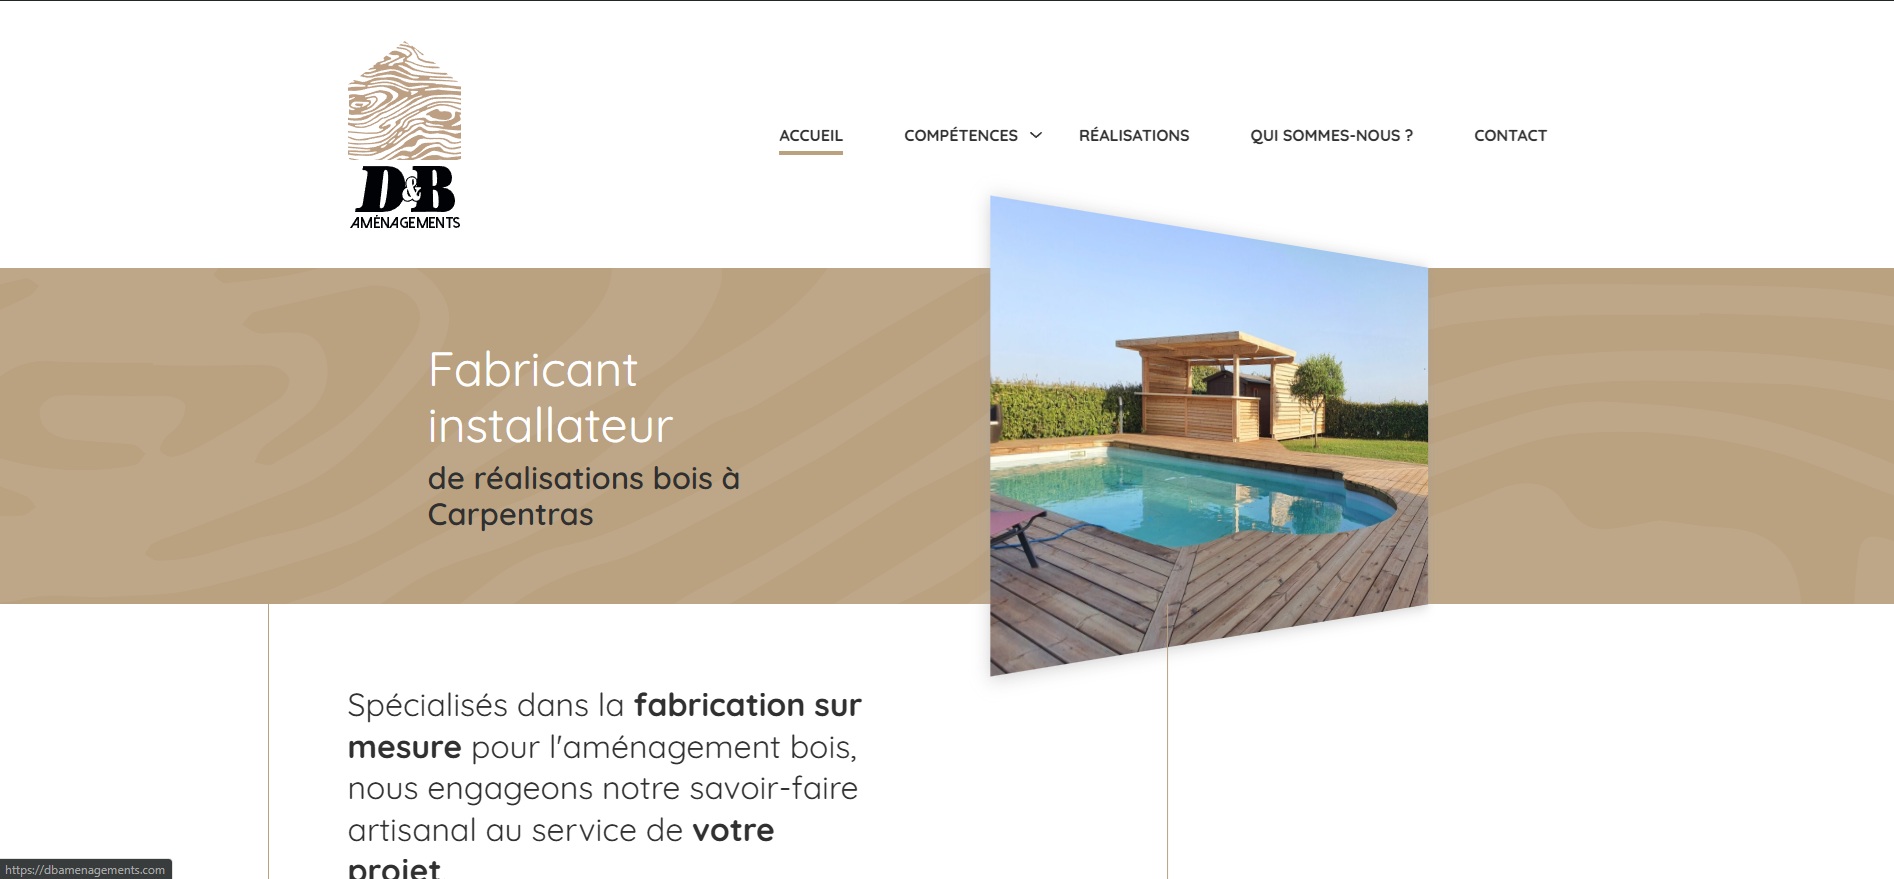 D&B
AMÉNAGEMENTS
ACCUEIL
COMPÉTENCES
RÉALISATIONS
QUI SOMMES-NOUS ?
CONTACT
Fabricant
installateur
de réalisations bois à
Carpentras
Spécialisés dans la fabrication sur
mesure pour l'aménagement bois,
nous engageons notre savoir-faire
artisanal au service de votre
projet
https://dbamenagements.com